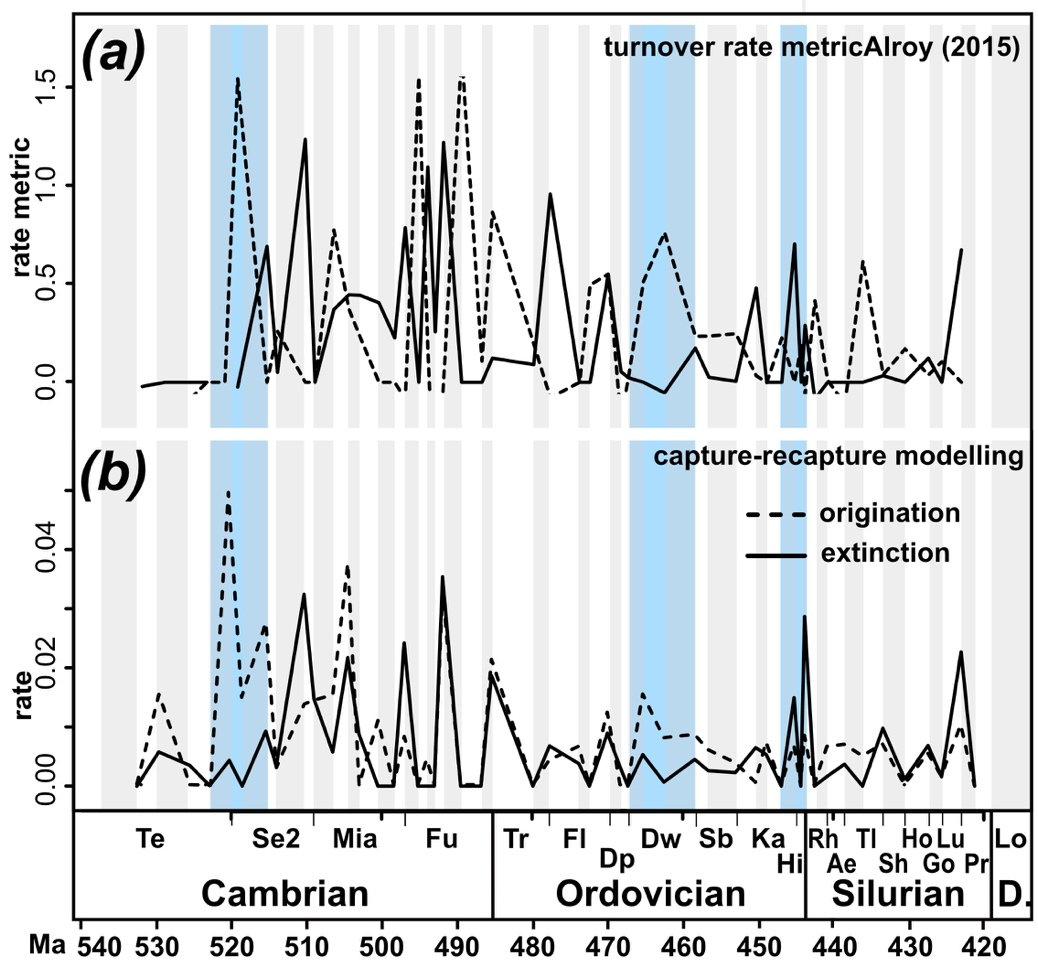 (a)
turnover rate metricAlroy (2015)
rate metric
0.0 0.5 1.0 1.5
(b)
capture-recapture modelling
origination
extinction
rate
0.00 0.02 0.04
Te Se2 Mia Fu Tr Fl Dw Sb Ka Rh Tl Ho Lu Lo
Dp Hi Ae Sh Go Pr
Cambrian Ordovician Silurian D.
Ma 540 530 520 510 500 490 480 470 460 450 440 430 420